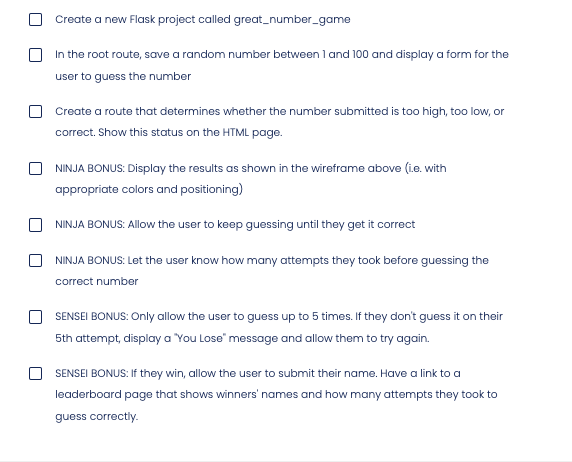 Create a new Flask project called great_number_game
In the root route, save a random number between 1 and 100 and display a form for the
user to guess the number
Create a route that determines whether the number submitted is too high, too low, or
correct. Show this status on the HTML page.
NINJA BONUS: Display the results as shown in the wireframe above (i.e. with
appropriate colors and positioning)
NINJA BONUS: Allow the user to keep guessing until they get it correct
NINJA BONUS: Let the user know how many attempts they took before guessing the
correct number
SENSEI BONUS: Only allow the user to guess up to 5 times. If they don't guess it on their
5th attempt, display a "You Lose" message and allow them to try again.
SENSEI BONUS: If they win, allow the user to submit their name. Have a link to a
leaderboard page that shows winners' names and how many attempts they took to
guess correctly.